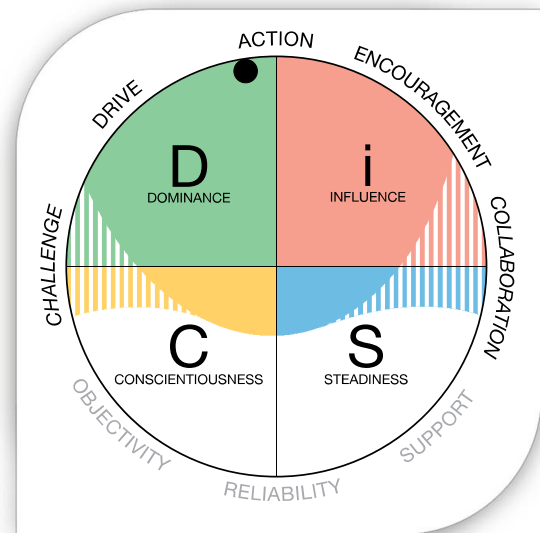 ACTION
DRIVE
ENCOURAGEMENT
D
DOMINANCE
i
INFLUENCE
CHALLENGE
COLLABORATION
C
CONSCIENTIOUSNESS
S
STEADINESS
OBJECTIVITY
SUPPORT
RELIABILITY